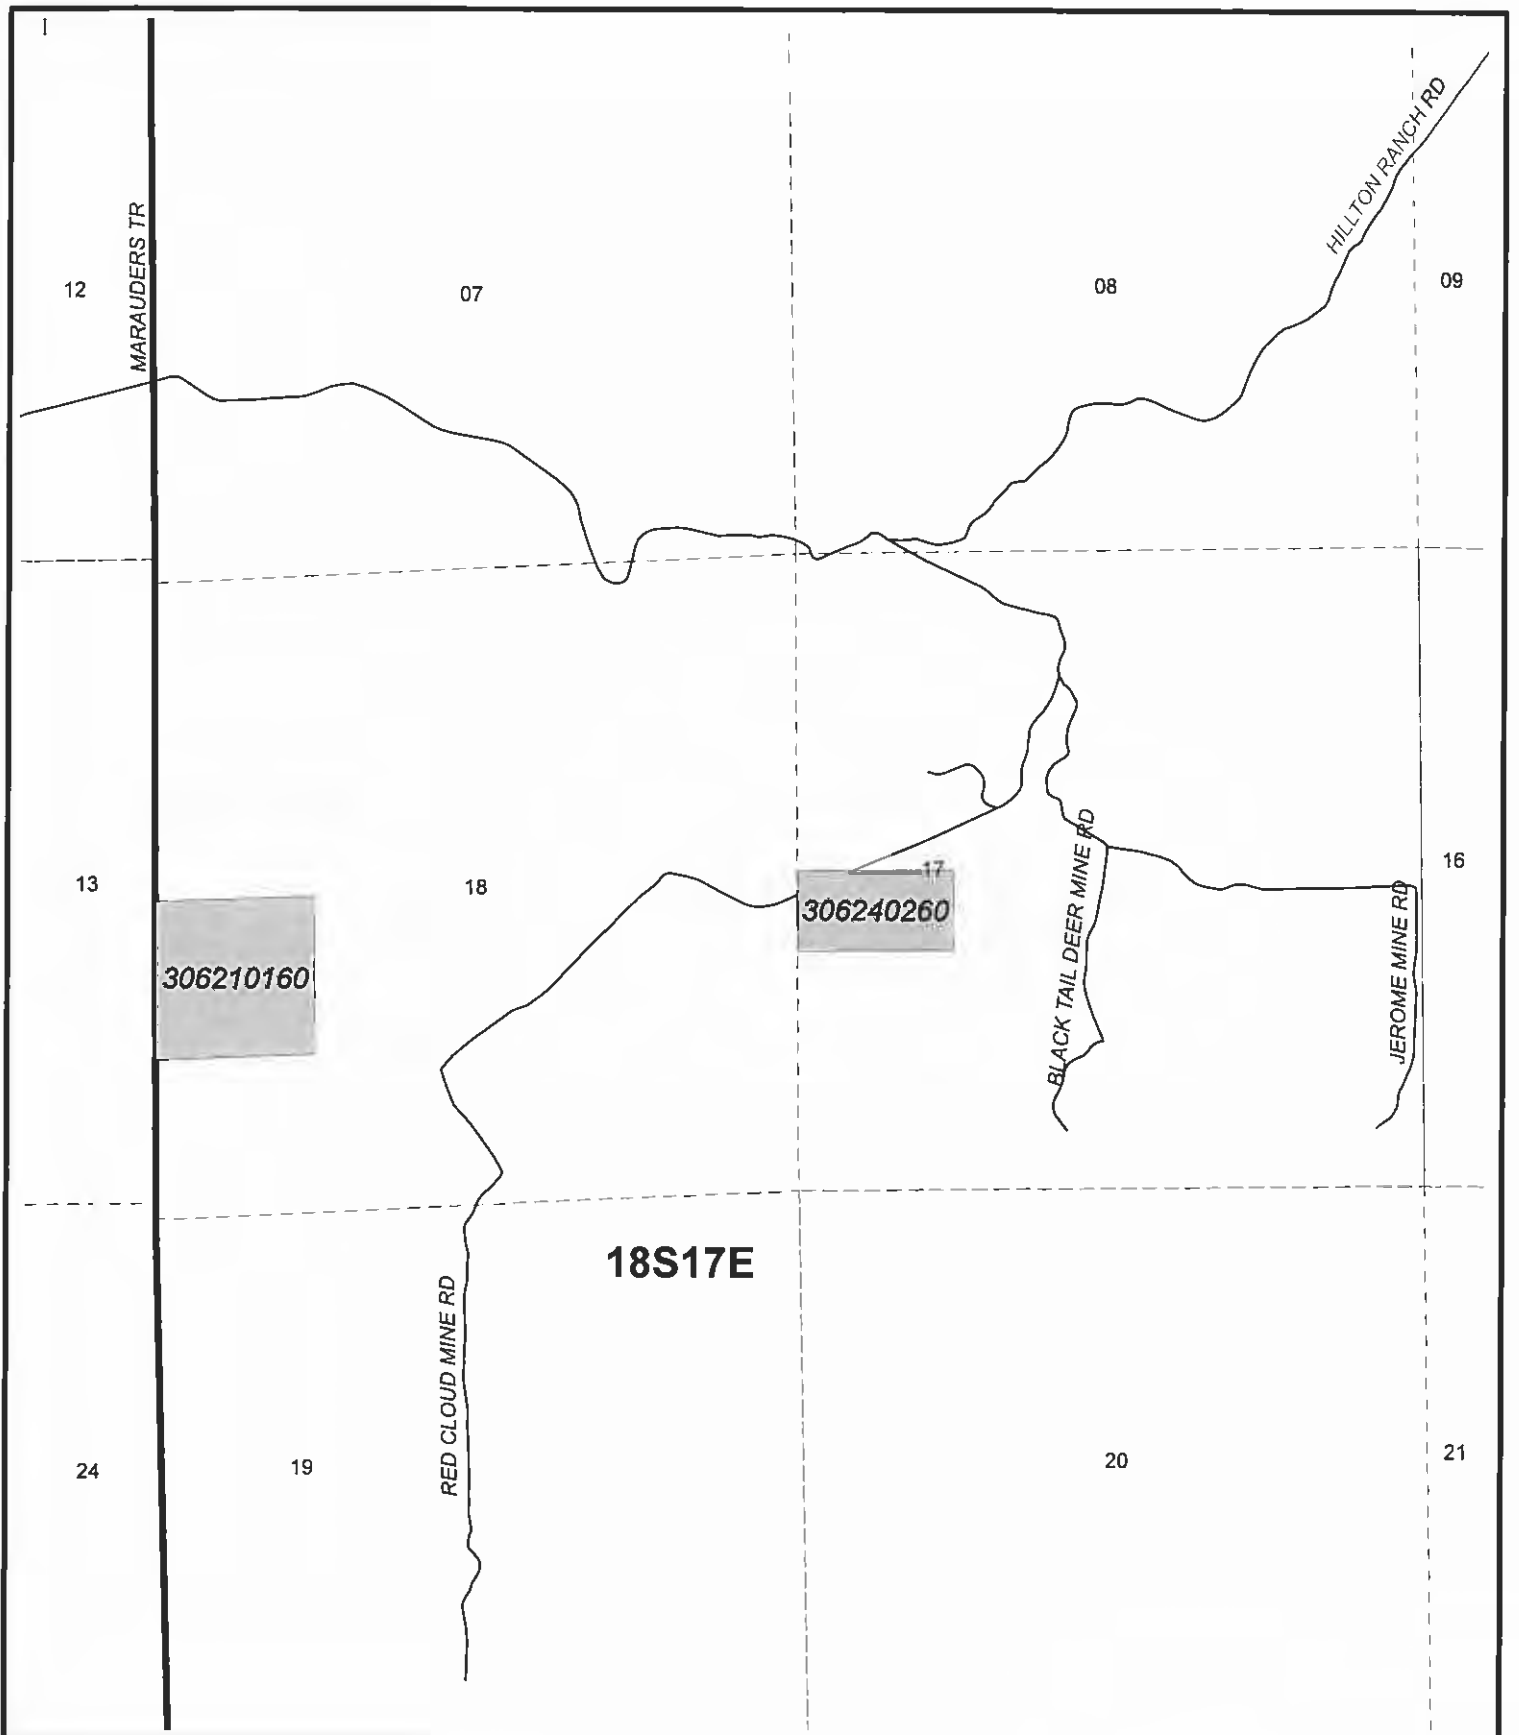 HILLTON RANCH RD
MARAUDERS TR
12
07
08
09
13
18
17
16
306240260
306210160
BLACK TAIL DEER MINE RD
JEROME MINE RD
18S17E
RED CLOUD MINE RD
24
19
20
21